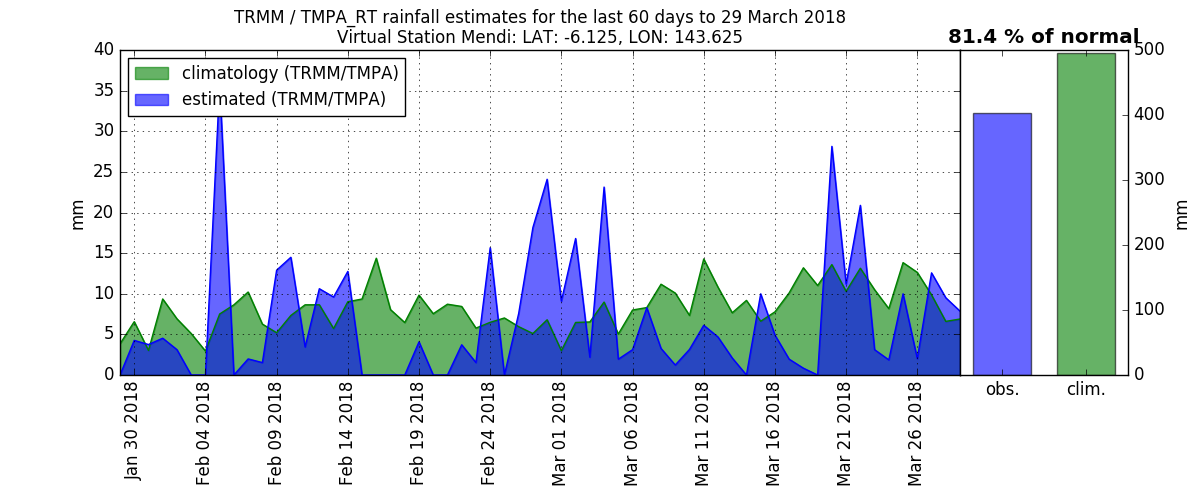 TRMM / TMPA_RT rainfall estimates for the last 60 days to 29 March 2018
Virtual Station Mendi: LAT: -6.125, LON: 143.625
81.4 % of normal
climatology (TRMM/TMPA)
estimated (TRMM/TMPA)
40
35
30
25
20
15
10
5
0
mm
500
400
300
200
100
0
mm
Jan 30 2018
Feb 04 2018
Feb 09 2018
Feb 14 2018
Feb 19 2018
Feb 24 2018
Mar 01 2018
Mar 06 2018
Mar 11 2018
Mar 16 2018
Mar 21 2018
Mar 26 2018
obs.
clim.